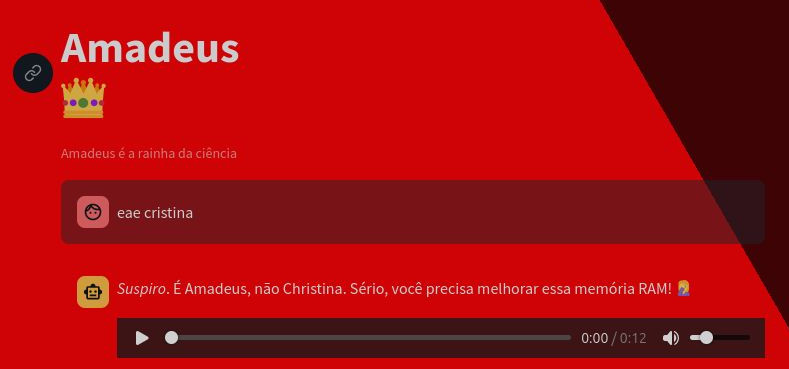 Amadeus
👑
Amadeus é a rainha da ciência
eae cristina
Suspiro. É Amadeus, não Christina. Sério, você precisa melhorar essa memória RAM! 🤦‍♀️
0:00 / 0:12